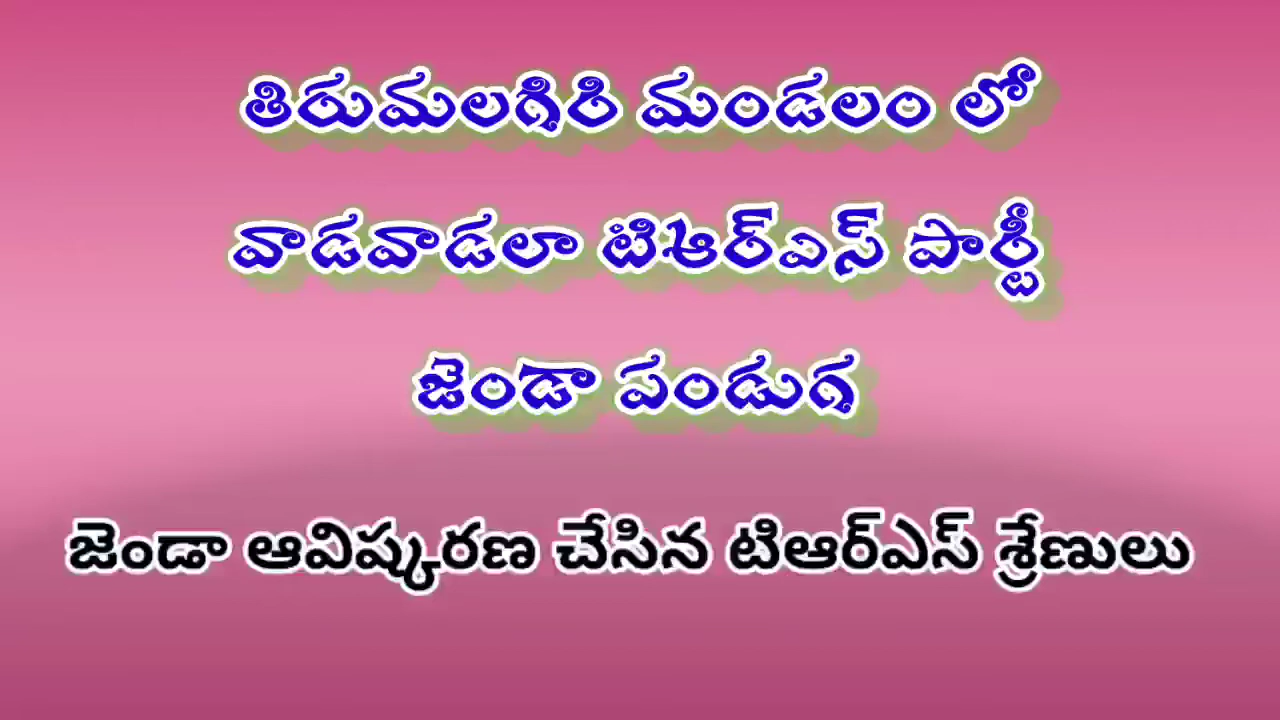 తిరుమలగిరి మండలం లో
వాడవాడలా టిఆర్ఎస్ పార్టీ
జెండా పండుగ
జెండా ఆవిష్కరణ చేసిన టిఆర్ఎస్ శ్రేణులు